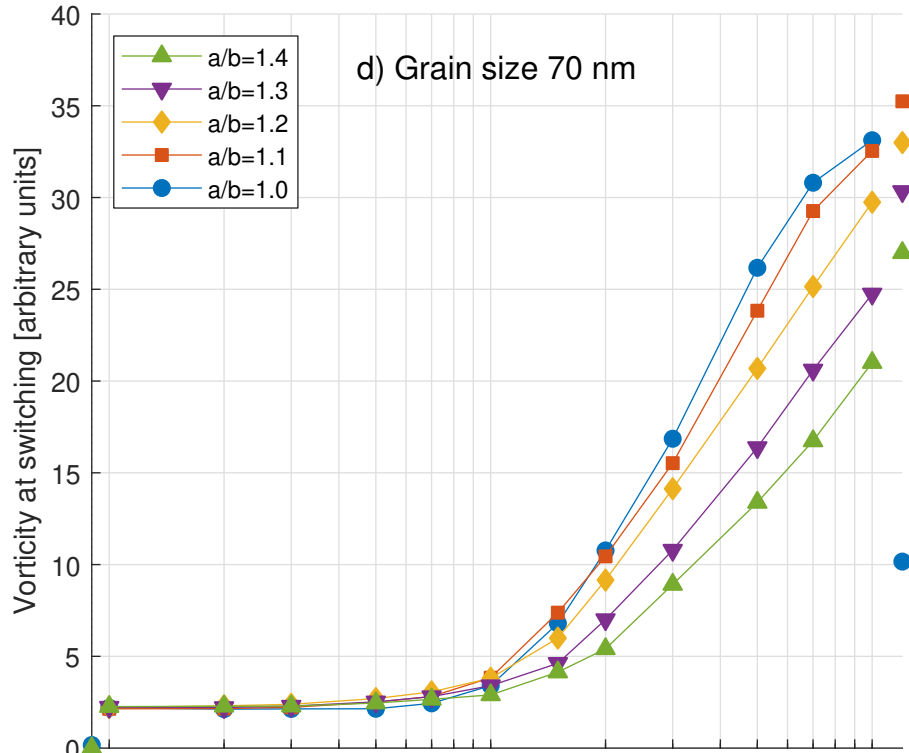 40
35
30
25
20
15
10
5
0
Vorticity at switching [arbitrary units]
d) Grain size 70 nm
a/b=1.4
a/b=1.3
a/b=1.2
a/b=1.1
a/b=1.0